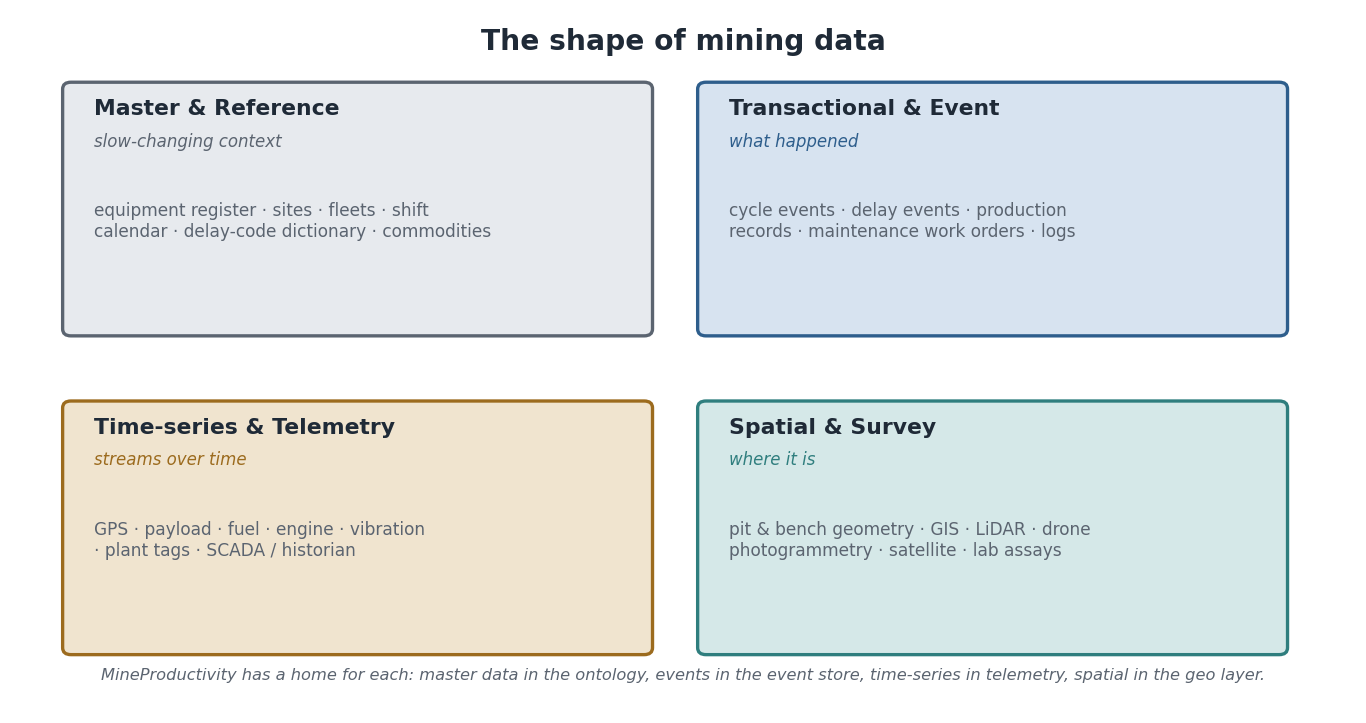 The shape of mining data
Master & Reference
slow-changing context
equipment register · sites · fleets · shift
calendar · delay-code dictionary · commodities
Transactional & Event
what happened
cycle events · delay events · production
records · maintenance work orders · logs
Time-series & Telemetry
streams over time
GPS · payload · fuel · engine · vibration
· plant tags · SCADA / historian
Spatial & Survey
where it is
pit & bench geometry · GIS · LiDAR · drone
photogrammetry · satellite · lab assays
MineProductivity has a home for each: master data in the ontology, events in the event store, time-series in telemetry, spatial in the geo layer.